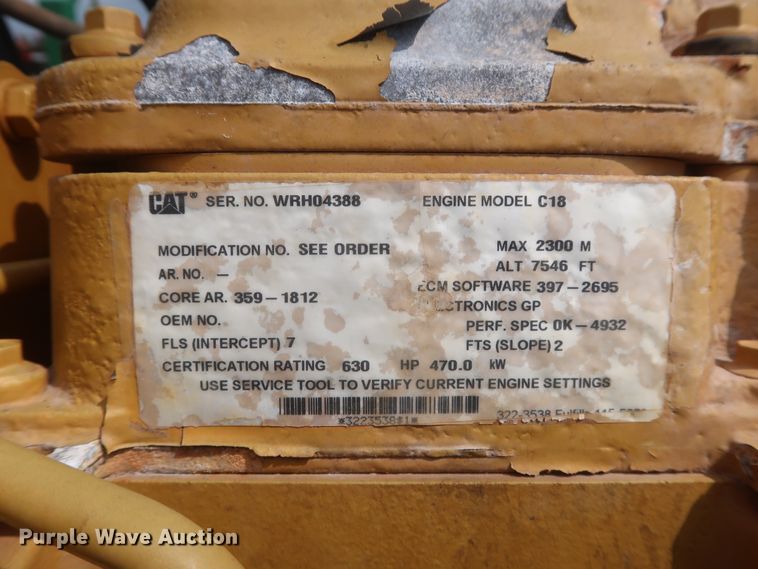 CAT® SER. NO. WRH04388 ENGINE MODEL C18
MODIFICATION NO. SEE ORDER MAX 2300 M
AR. NO. — ALT 7546 FT
CORE AR. 359-1812 ECM SOFTWARE 397-2695
OEM NO. CTRONICS GP
PERF. SPEC 0K-4932
FLS (INTERCEPT) 7 FTS (SLOPE) 2
CERTIFICATION RATING 630 HP 470.0 kW
USE SERVICE TOOL TO VERIFY CURRENT ENGINE SETTINGS
*3223538#1* 322-3538
Purple Wave Auction